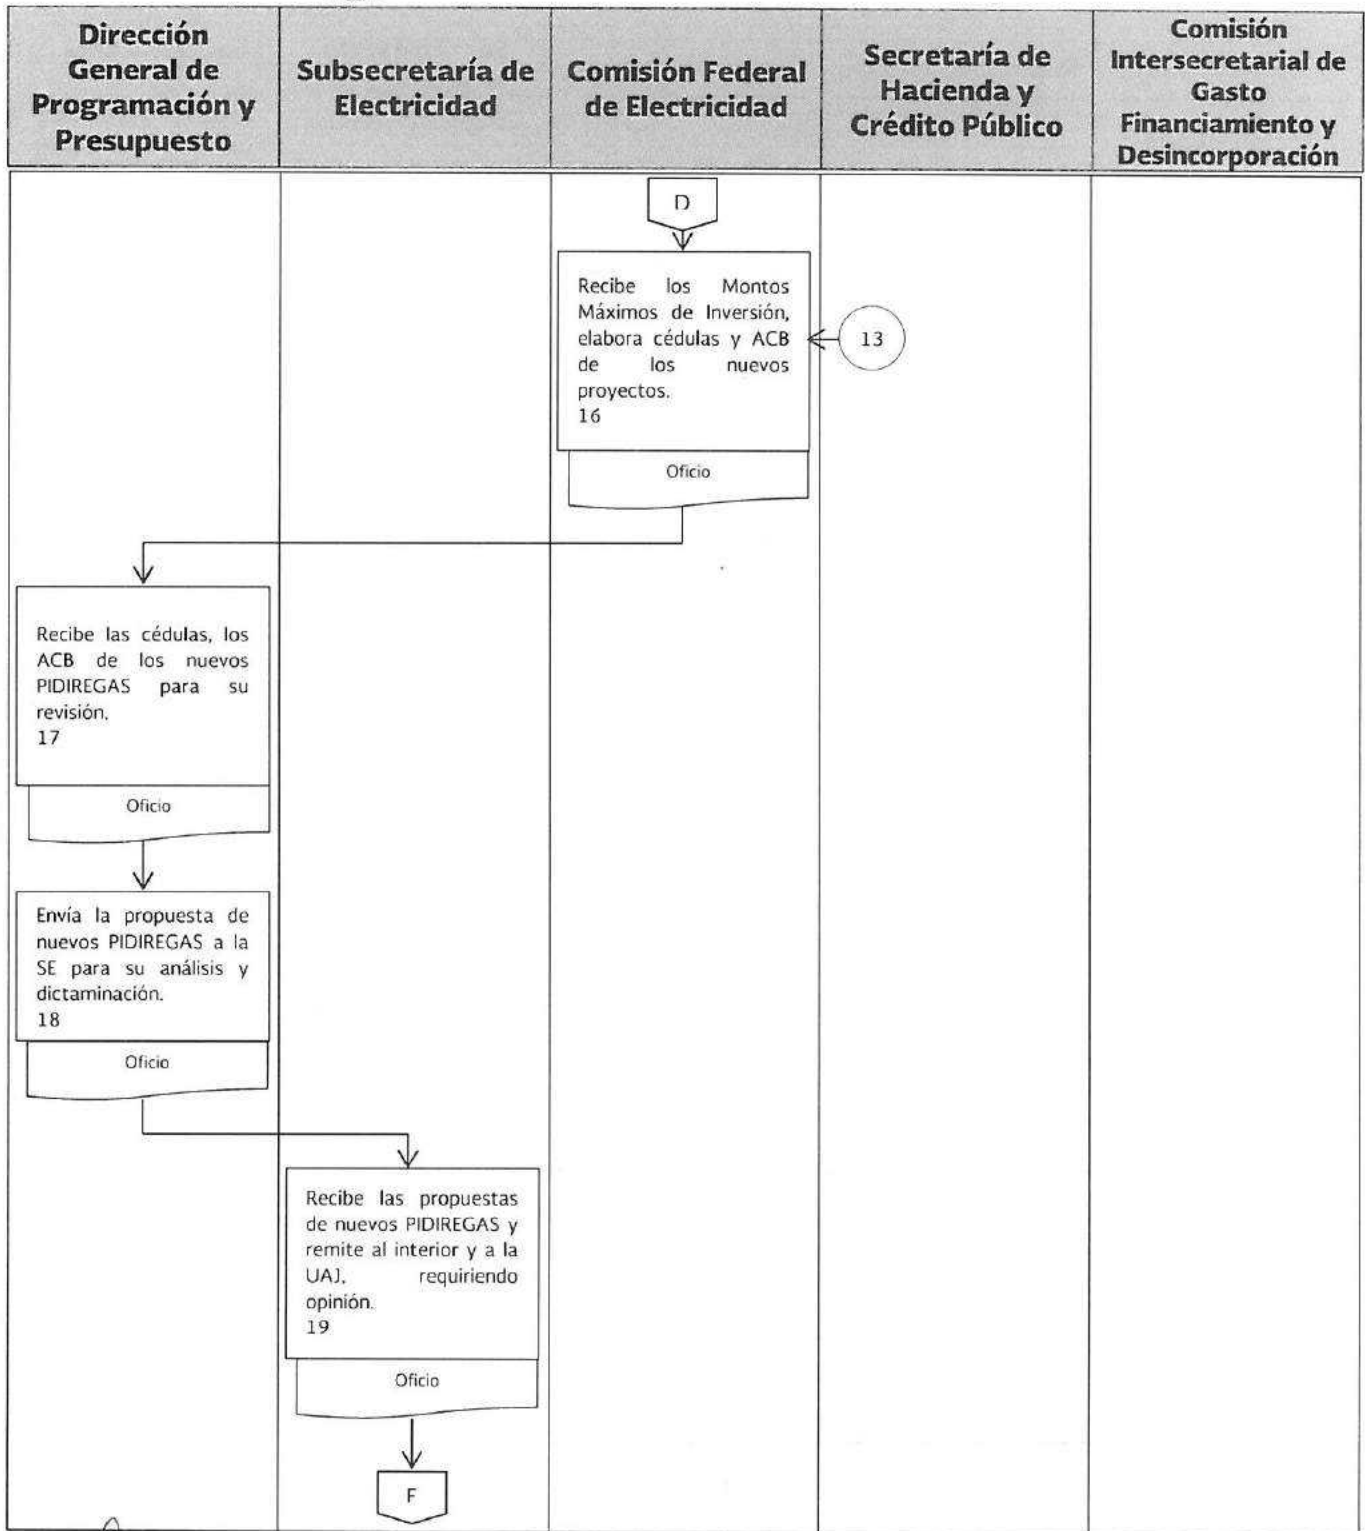 Dirección
General de
Programación y
Presupuesto
Subsecretaría de
Electricidad
Comisión Federal
de Electricidad
Secretaría de
Hacienda y
Crédito Público
Comisión
Intersecretarial de
Gasto
Financiamiento y
Desincorporación
D
Recibe los Montos
Máximos de Inversión,
elabora cédulas y ACB
de los nuevos
proyectos.
16
13
Oficio
Recibe las cédulas, los
ACB de los nuevos
PIDIREGAS para su
revisión.
17
Oficio
Envía la propuesta de
nuevos PIDIREGAS a la
SE para su análisis y
dictaminación.
18
Oficio
Recibe las propuestas
de nuevos PIDIREGAS y
remite al interior y a la
UAJ, requiriendo
opinión.
19
Oficio
F